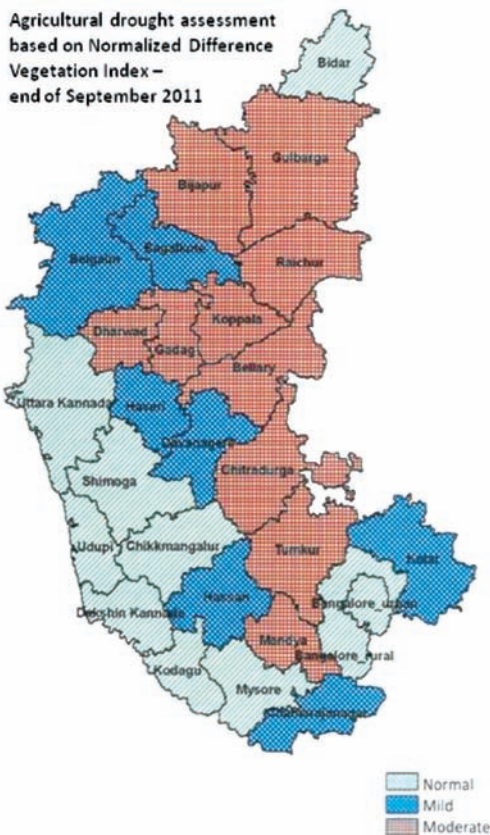 Agricultural drought assessment
based on Normalized Difference
Vegetation Index –
end of September 2011
Bidar
Gulbarga
Bijapur
Bagalkote
Belgaun
Raichur
Koppala
Dharwad
Gadag
Bellary
Uttara Kannada
Haveri
Davanagere
Chitradurga
Shimoga
Udupi
Chikkmangalur
Tumkur
Kolar
Bangalore_urban
Hassan
Dakshin Kannada
Mandya
Bangalore_rural
Kodagu
Mysore
Chamarajanagar
Normal
Mild
Moderate